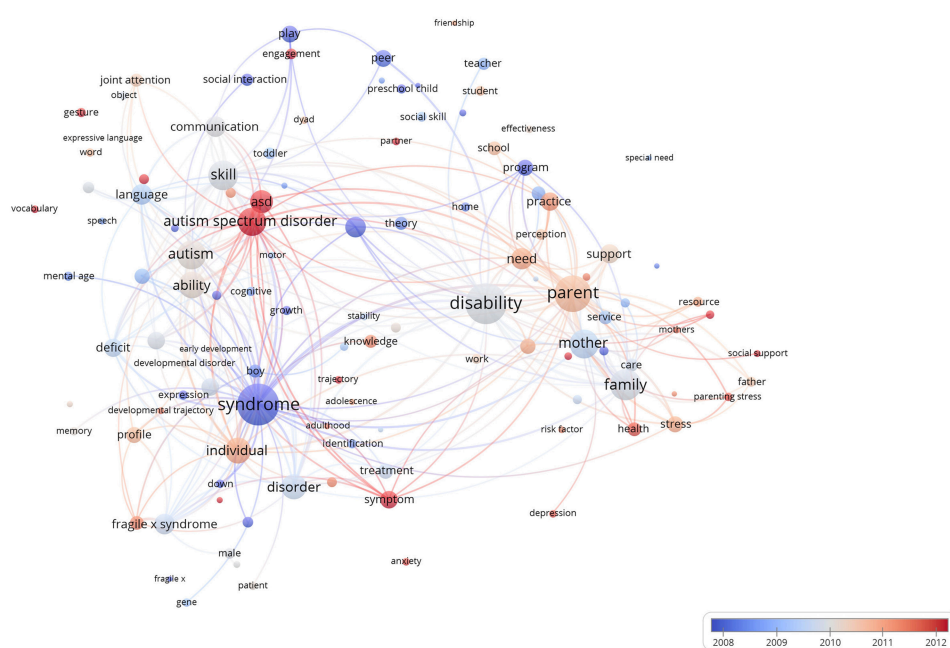 friendship
play
engagement
peer
teacher
joint attention
social interaction
preschool child
student
object
gesture
social skill
dyad
communication
effectiveness
expressive language
partner
school
word
toddler
special need
program
skill
language
asd
practice
vocabulary
home
speech
autism spectrum disorder
theory
perception
autism
motor
need
support
mental age
ability
cognitive
parent
disability
resource
growth
stability
service
mothers
knowledge
mother
deficit
early development
social support
work
developmental disorder
care
boy
trajectory
family
father
expression
parenting stress
syndrome
adolescence
developmental trajectory
adulthood
stress
memory
profile
risk factor
health
identification
individual
treatment
down
disorder
symptom
depression
fragile x syndrome
male
anxiety
fragile x
patient
gene
2008 2009 2010 2011 2012